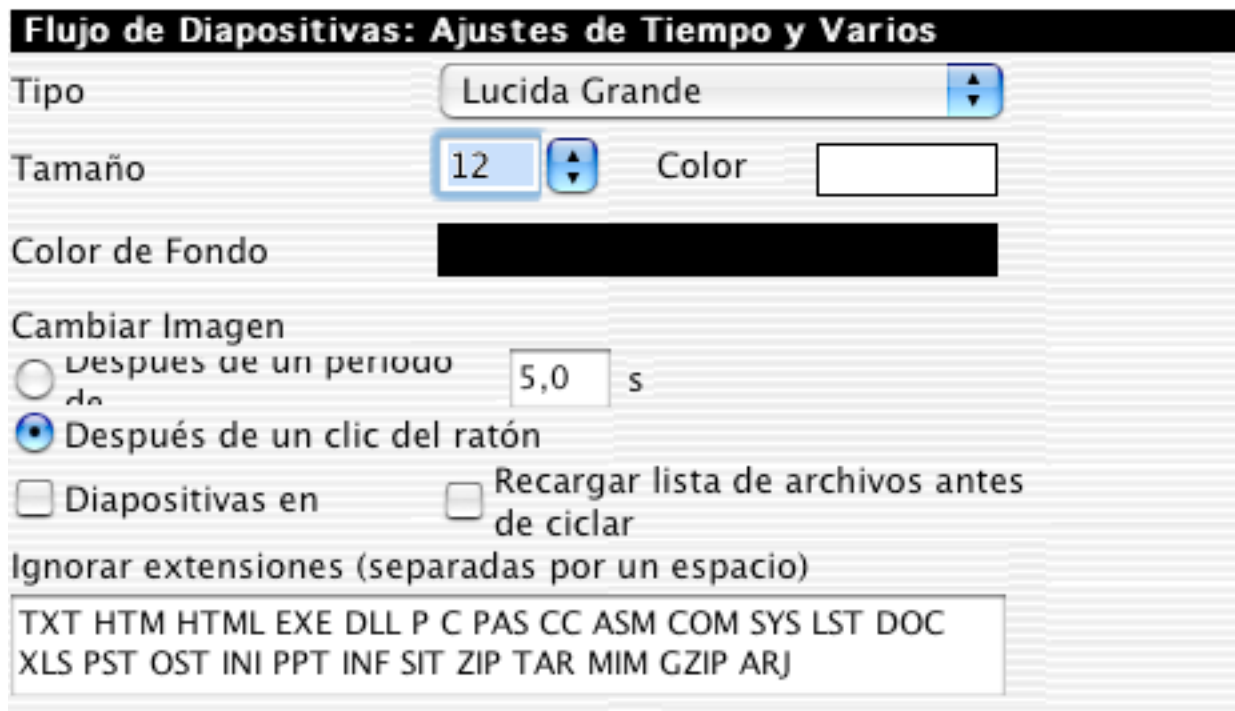 Flujo de Diapositivas: Ajustes de Tiempo y Varios
Tipo Lucida Grande
Tamaño 12 Color
Color de Fondo
Cambiar Imagen
Después de un período 5,0 s
de
Después de un clic del ratón
Diapositivas en Recargar lista de archivos antes
de ciclar
Ignorar extensiones (separadas por un espacio)
TXT HTM HTML EXE DLL P C PAS CC ASM COM SYS LST DOC
XLS PST OST INI PPT INF SIT ZIP TAR MIM GZIP ARJ